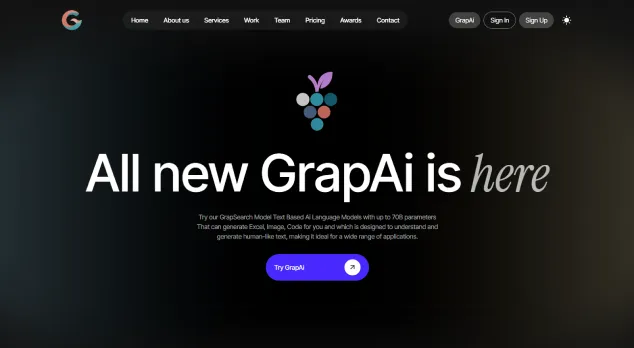 Home About us Services Work Team Pricing Awards Contact
GrapAi Sign In Sign Up
All new GrapAi is here
Try our GrapSearch Model Text Based Ai Language Models with up to 70B parameters
That can generate Excel, Image, Code for you and which is designed to understand and
generate human-like text, making it ideal for a wide range of applications.
Try GrapAi